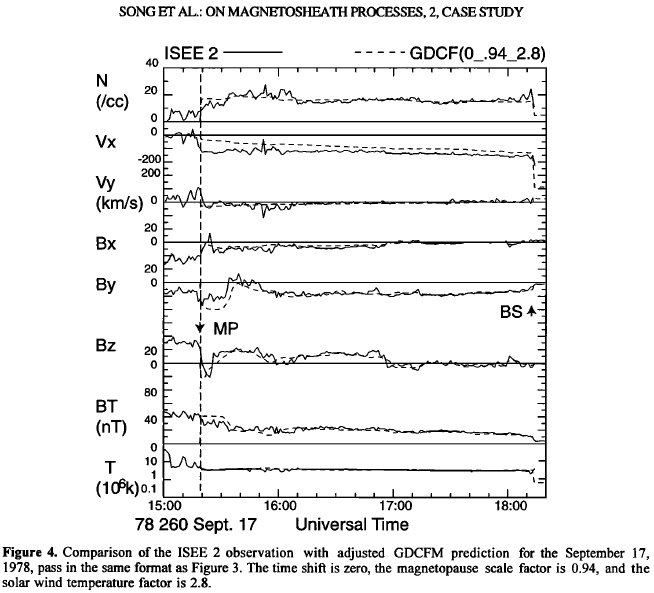 SONG ET AL.: ON MAGNETOSHEATH PROCESSES, 2, CASE STUDY
ISEE 2 GDCF(0_.94_2.8)
40
N
(/cc)
20
0
0
Vx
-200
200
Vy
(km/s)
0
20
Bx
0
20
By
0
BS
MP
Bz
20
0
80
BT
(nT)
40
0
T
(10⁶k)
10
1
0.1
15:00 16:00 17:00 18:00
78 260 Sept. 17 Universal Time
Figure 4. Comparison of the ISEE 2 observation with adjusted GDCFM prediction for the September 17,
1978, pass in the same format as Figure 3. The time shift is zero, the magnetopause scale factor is 0.94, and the
solar wind temperature factor is 2.8.